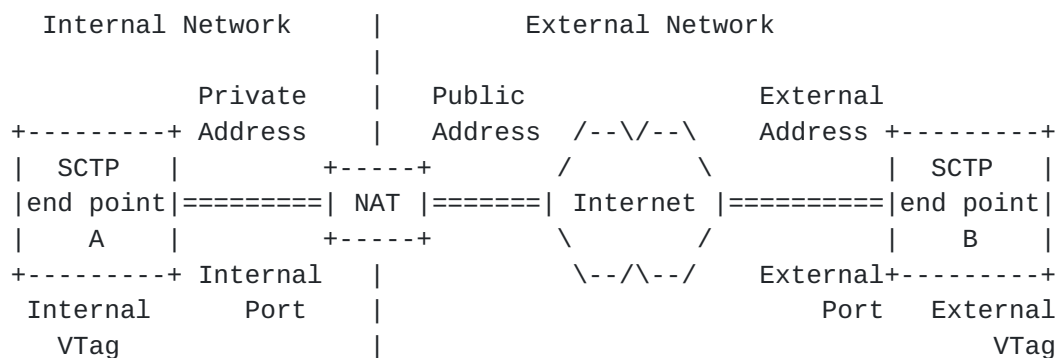 Internal Network      |         External Network
                      |
           Private    |   Public               External
+---------+ Address    |   Address  /--\/--\    Address +---------+
|  SCTP   |         +-----+        /        \           |  SCTP   |
|end point|=========| NAT |=======| Internet |==========|end point|
|    A    |         +-----+        \        /           |    B    |
+---------+ Internal   |            \--/\--/    External+---------+
 Internal      Port    |                            Port   External
   VTag                |                                       VTag